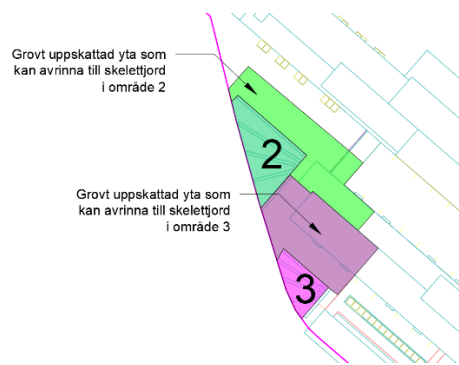 Grovt uppskattad yta som
kan avrinna till skelettjord
i område 2
2
Grovt uppskattad yta som
kan avrinna till skelettjord
i område 3
3